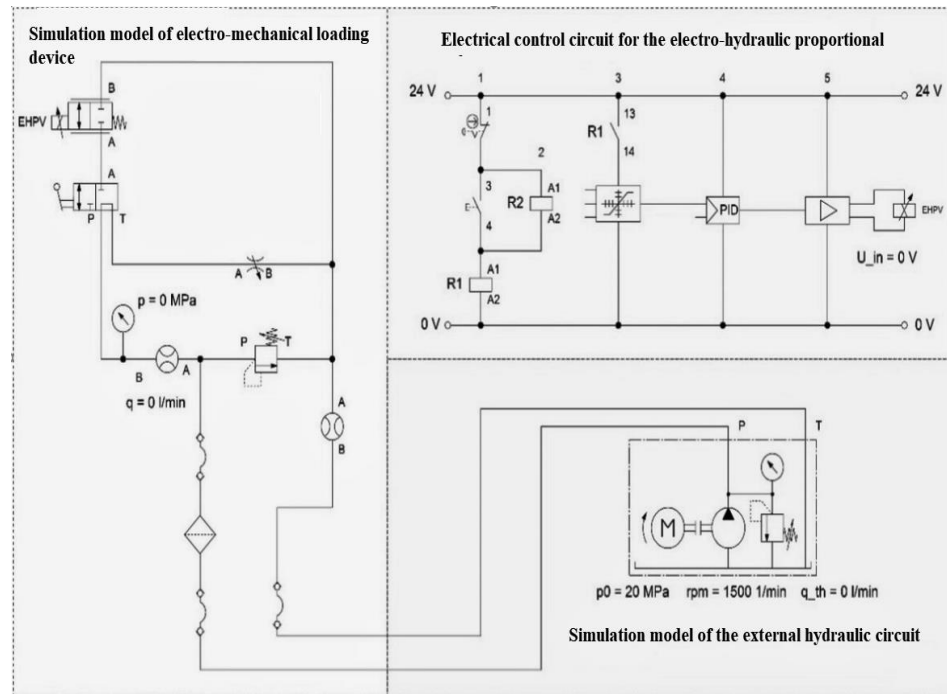 Simulation model of electro-mechanical loading
device
B
EHPV
A
A
P T
A B
p = 0 MPa
P T
B A
q = 0 l/min
A
B
Electrical control circuit for the electro-hydraulic proportional
1 3 4 5
24 V 24 V
1
13
R1
14
2
3
4
R2
A1
A2
PID
EHPV
U_in = 0 V
R1
A1
A2
0 V 0 V
P T
M
p0 = 20 MPa rpm = 1500 1/min q_th = 0 l/min
Simulation model of the external hydraulic circuit